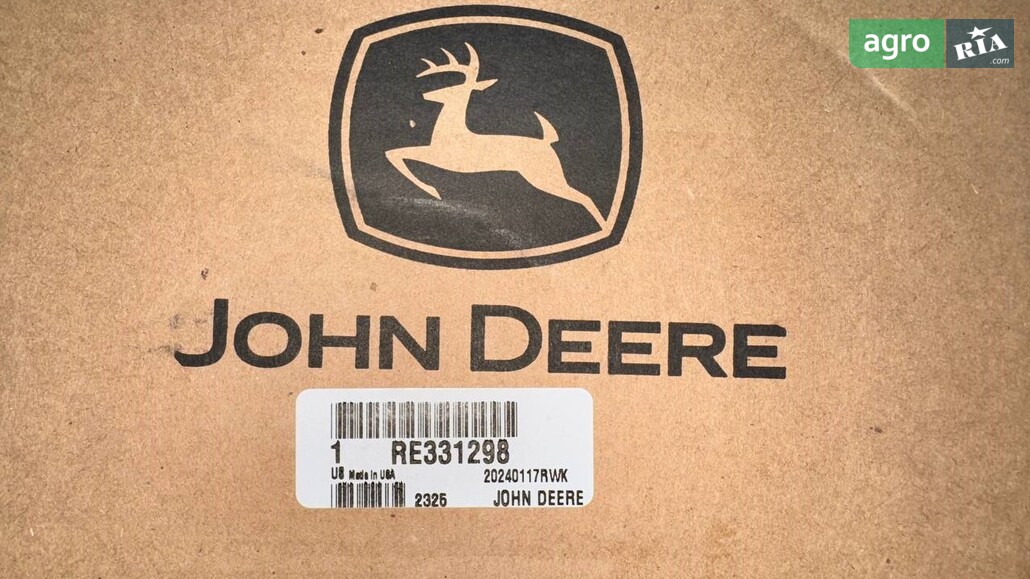 agro RIA
.com
JOHN DEERE
1 RE331298
US Made in USA 20240117RWK
2325 JOHN DEERE